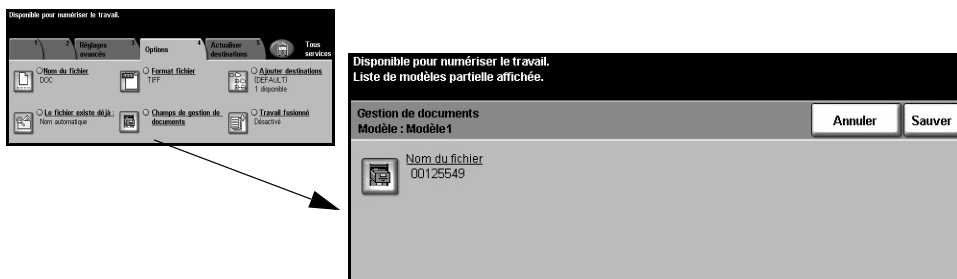 Disponible pour numériser le travail.
1
2 Réglages avancés
3 Options
4 Actualiser destinations
5
Tous services
Nom du fichier
DOC
Format fichier
TIFF
Ajouter destinations
(DEFAULT)
1 disponible
Le fichier existe déjà :
Nom automatique
Champs de gestion de documents
Travail fusionné
Désactivé
Disponible pour numériser le travail.
Liste de modèles partielle affichée.
Gestion de documents
Modèle : Modèle1
Annuler
Sauver
Nom du fichier
00125549